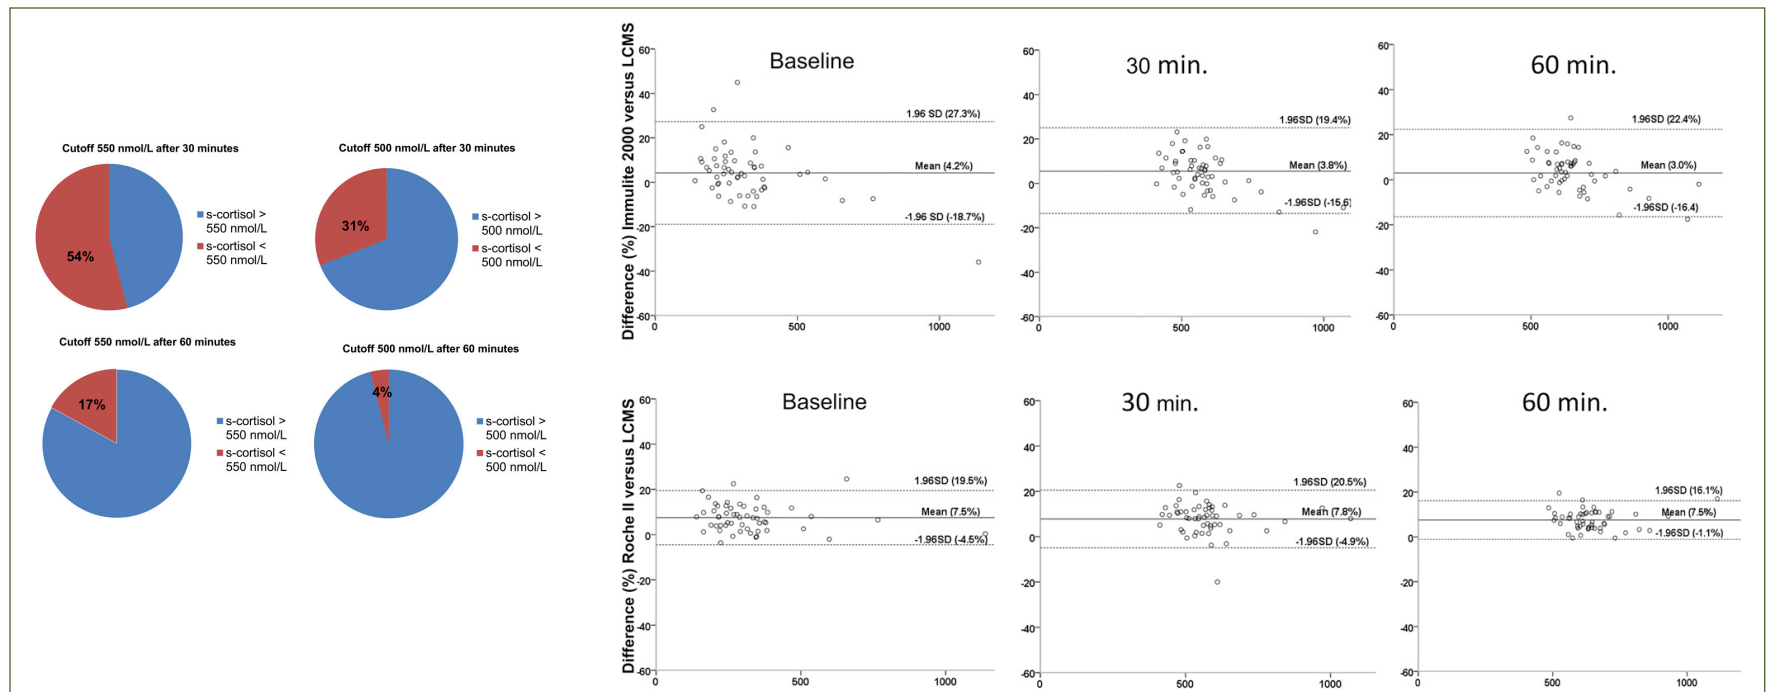 Cutoff 550 nmol/L after 30 minutes
54%
s-cortisol >
550 nmol/L
s-cortisol <
550 nmol/L
Cutoff 500 nmol/L after 30 minutes
31%
s-cortisol >
500 nmol/L
s-cortisol <
500 nmol/L
Cutoff 550 nmol/L after 60 minutes
17%
s-cortisol >
550 nmol/L
s-cortisol <
550 nmol/L
Cutoff 500 nmol/L after 60 minutes
4%
s-cortisol >
500 nmol/L
s-cortisol <
500 nmol/L
Difference (%) Immulite 2000 versus LCMS
Baseline
60
40
20
0
-20
-40
-60
0 500 1000
1.96 SD (27.3%)
Mean (4.2%)
-1.96 SD (-18.7%)
30 min.
60
40
20
0
-20
-40
-60
0 500 1000
1.96SD (19.4%)
Mean (3.8%)
-1.96SD (-15.6)
60 min.
60
40
20
0
-20
-40
-60
0 500 1000
1.96SD (22.4%)
Mean (3.0%)
-1.96SD (-16.4)
Difference (%) Roche II versus LCMS
Baseline
60
40
20
0
-20
-40
-60
0 500 1000
1.96SD (19.5%)
Mean (7.5%)
-1.96SD (-4.5%)
30 min.
60
40
20
0
-20
-40
-60
0 500 1000
1.96SD (20.5%)
Mean (7.8%)
-1.96SD (-4.9%)
60 min.
60
40
20
0
-20
-40
-60
0 500 1000
1.96SD (16.1%)
Mean (7.5%)
-1.96SD (-1.1%)